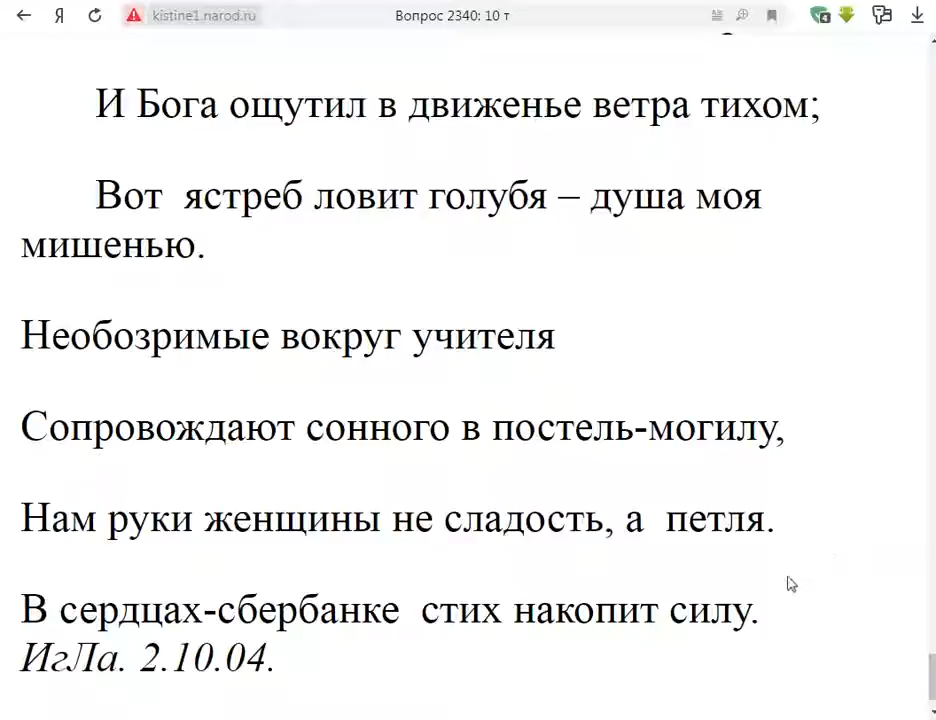 Я kistine1.narod.ru Вопрос 2340: 10 т 4
И Бога ощутил в движенье ветра тихом;
Вот ястреб ловит голубя – душа моя
мишенью.
Необозримые вокруг учителя
Сопровождают сонного в постель-могилу,
Нам руки женщины не сладость, а петля.
В сердцах-сбербанке стих накопит силу.
ИгЛа. 2.10.04.